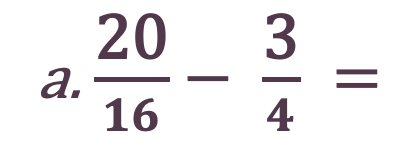 a. 20/16 − 3/4 =